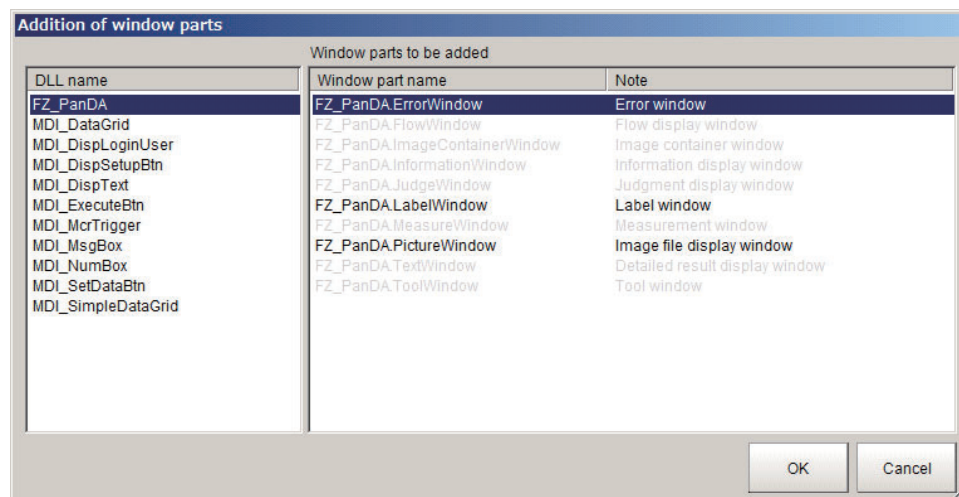 Addition of window parts
Window parts to be added
DLL name
FZ_PanDA
MDI_DataGrid
MDI_DispLoginUser
MDI_DispSetupBtn
MDI_DispText
MDI_ExecuteBtn
MDI_McrTrigger
MDI_MsgBox
MDI_NumBox
MDI_SetDataBtn
MDI_SimpleDataGrid
Window part name Note
FZ_PanDA.ErrorWindow Error window
FZ_PanDA.FlowWindow Flow display window
FZ_PanDA.ImageContainerWindow Image container window
FZ_PanDA.InformationWindow Information display window
FZ_PanDA.JudgeWindow Judgment display window
FZ_PanDA.LabelWindow Label window
FZ_PanDA.MeasureWindow Measurement window
FZ_PanDA.PictureWindow Image file display window
FZ_PanDA.TextWindow Detailed result display window
FZ_PanDA.ToolWindow Tool window
OK Cancel